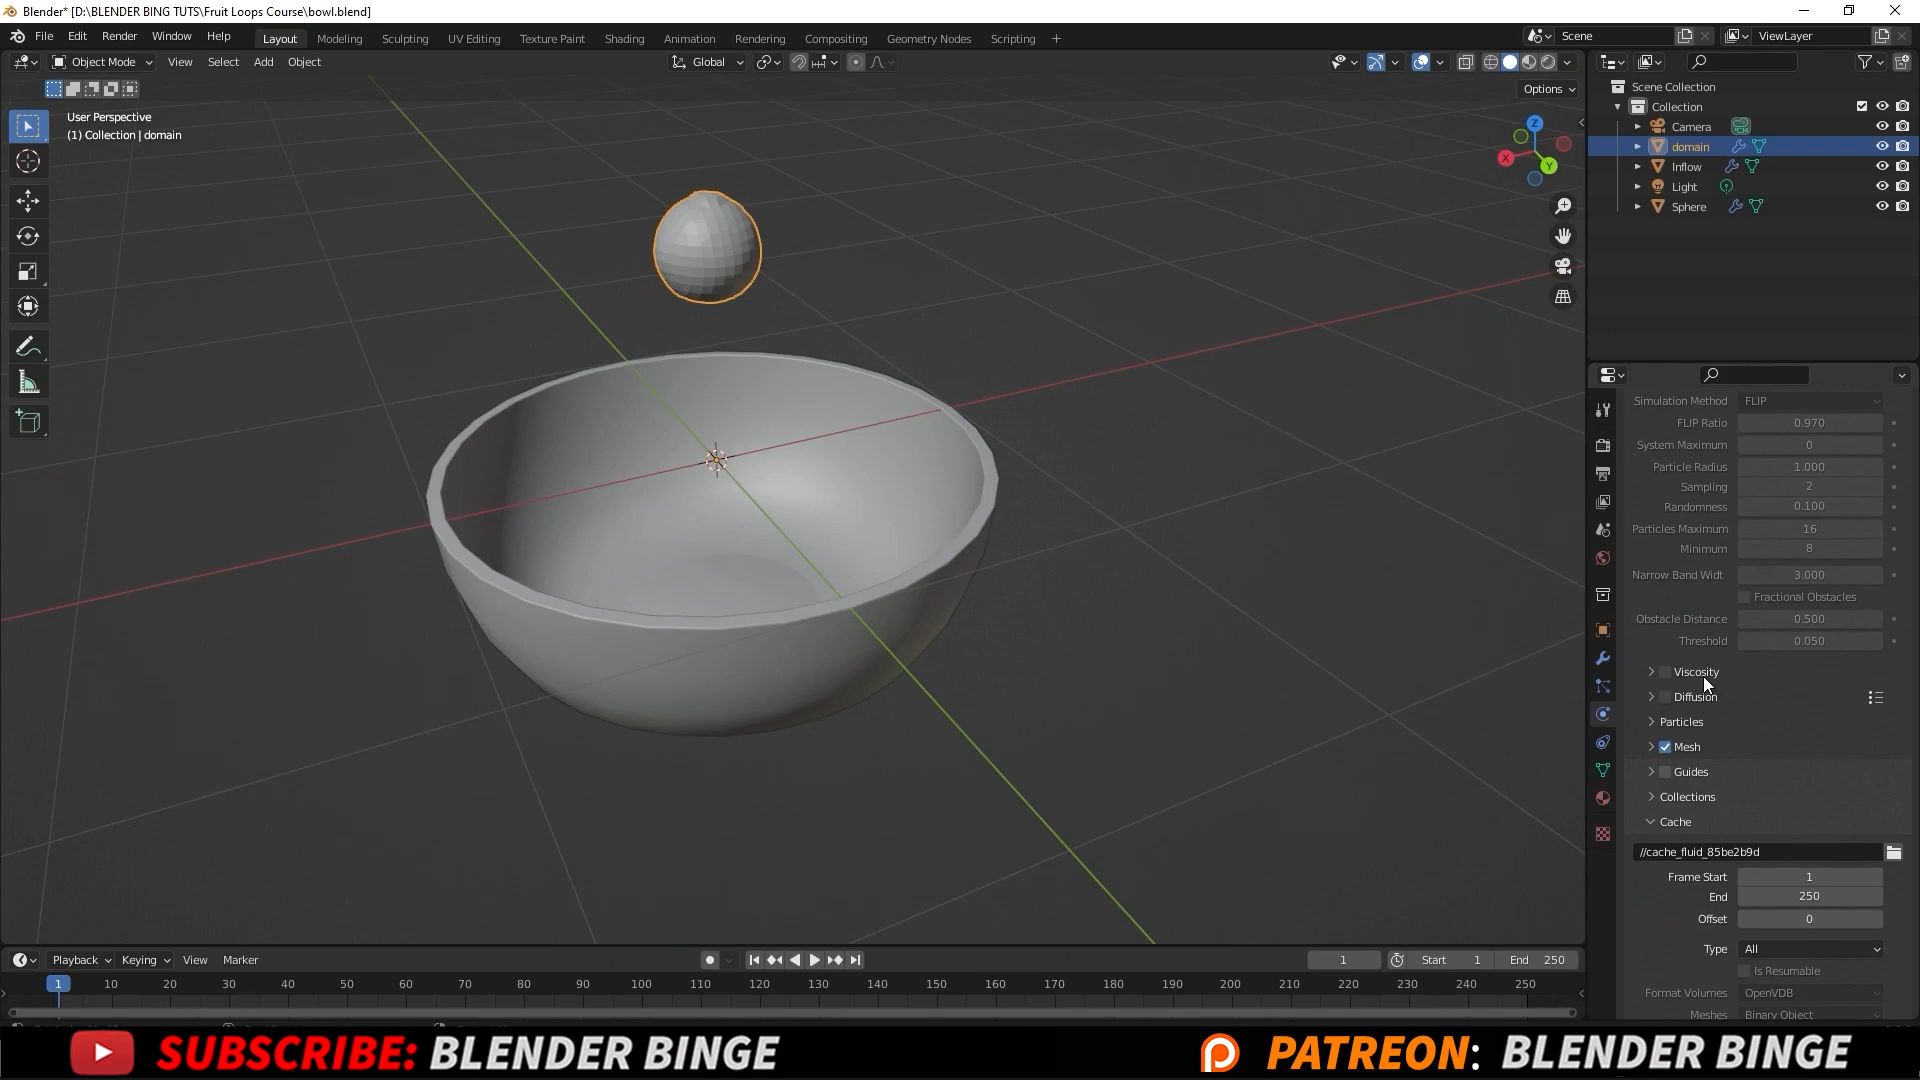 Blender* [D:\BLENDER BING TUTS\Fruit Loops Course\bowl.blend]
File Edit Render Window Help Layout Modeling Sculpting UV Editing Texture Paint Shading Animation Rendering Compositing Geometry Nodes Scripting + Scene ViewLayer
Object Mode View Select Add Object Global
Options
User Perspective
(1) Collection | domain
Z
X
Y
Scene Collection
Collection
Camera
domain
Inflow
Light
Sphere
Simulation Method FLIP
FLIP Ratio 0.970
System Maximum 0
Particle Radius 1.000
Sampling 2
Randomness 0.100
Particles Maximum 16
Minimum 8
Narrow Band Widt 3.000
Fractional Obstacles
Obstacle Distance 0.500
Threshold 0.050
Viscosity
Diffusion
Particles
Mesh
Guides
Collections
Cache
//cache_fluid_85be2b9d
Frame Start 1
End 250
Offset 0
Type All
Is Resumable
Format Volumes OpenVDB
Meshes Binary Object
Playback Keying View Marker 1 Start 1 End 250
1 10 20 30 40 50 60 70 80 90 100 110 120 130 140 150 160 170 180 190 200 210 220 230 240 250
SUBSCRIBE: BLENDER BINGE
PATREON: BLENDER BINGE